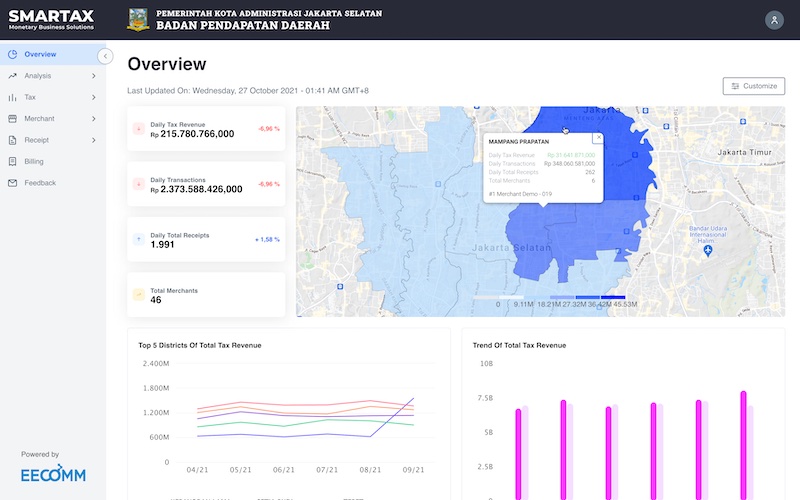 SMARTAX
Monetary Business Solutions
PEMERINTAH KOTA ADMINISTRASI JAKARTA SELATAN
BADAN PENDAPATAN DAERAH
Overview
Analysis
Tax
Merchant
Receipt
Billing
Feedback
Powered by
EECOMM
Overview
Last Updated On: Wednesday, 27 October 2021 - 01:41 AM GMT+8
Customize
Daily Tax Revenue
Rp 215.780.766,000
-6,96 %
Daily Transactions
Rp 2.373.588.426,000
-6,96 %
Daily Total Receipts
1.991
+ 1,58 %
Total Merchants
46
Jakarta
MENTENG ATAS
Jakarta Timur
MAMPANG PRAPATAN
Daily Tax Revenue Rp 31.641.871,000
Daily Transactions Rp 348.060.581,000
Daily Total Receipts 262
Total Merchants 6
#1 Merchant Demo - 019
Jakarta Selatan
Bandar Udara
Internasional
Halim
0 9.11M 18.21M 27.32M 36.42M 45.53M
Top 5 Districts Of Total Tax Revenue
2.400M
1.800M
1.200M
600M
0
04/21 05/21 06/21 07/21 08/21 09/21
Trend Of Total Tax Revenue
10B
7.5B
5B
2.5B